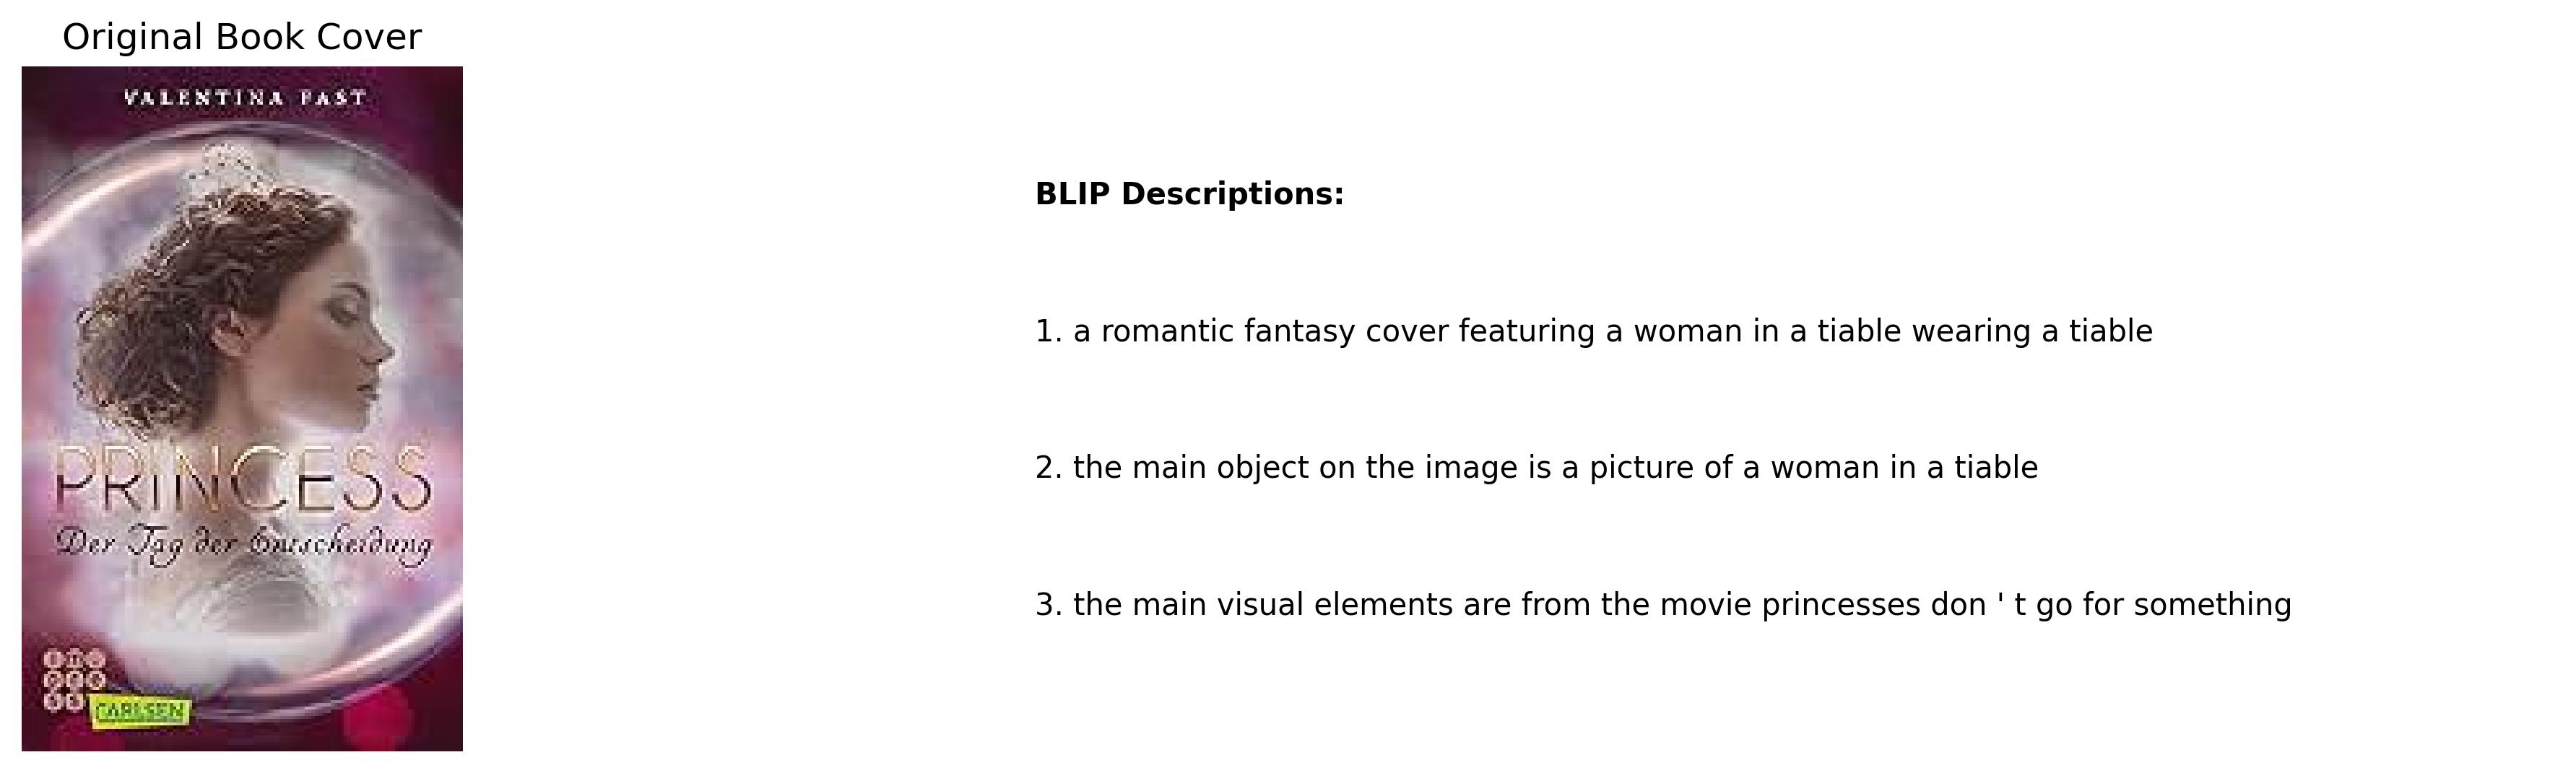 Original Book Cover
VALENTINA FAST
PRINCESS
Der Tag der Entscheidung
CARLSEN
BLIP Descriptions:
1. a romantic fantasy cover featuring a woman in a tiable wearing a tiable
2. the main object on the image is a picture of a woman in a tiable
3. the main visual elements are from the movie princesses don ' t go for something